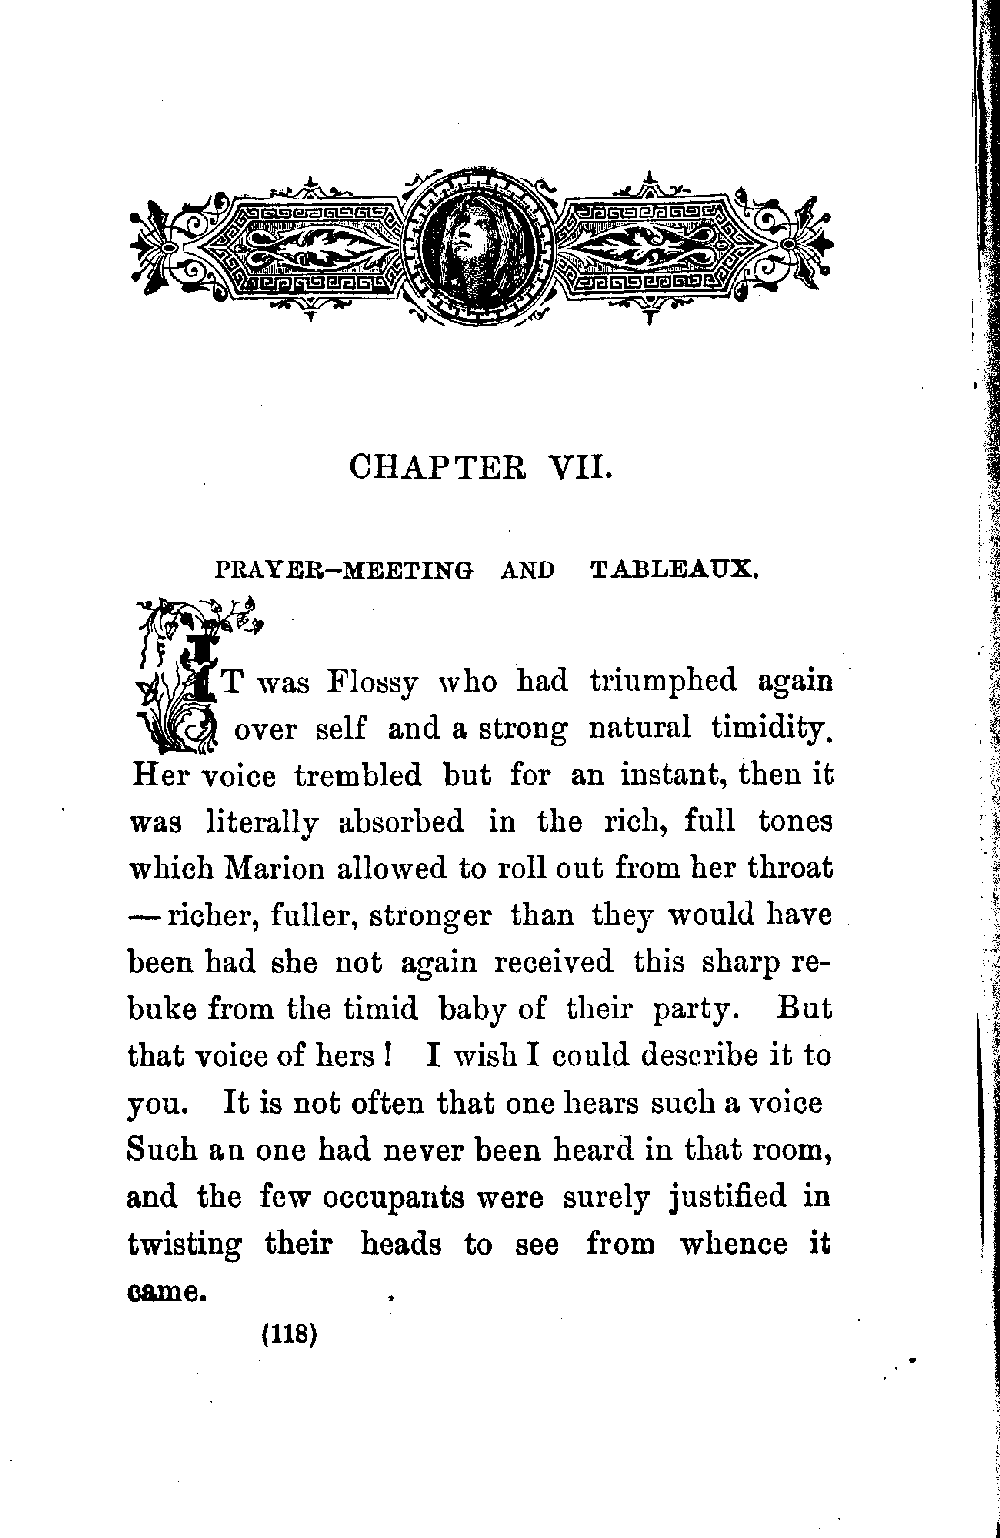 CHAPTER VII.
PRAYER-MEETING AND TABLEAUX.
IT was Flossy who had triumphed again
over self and a strong natural timidity.
Her voice trembled but for an instant, then it
was literally absorbed in the rich, full tones
which Marion allowed to roll out from her throat
— richer, fuller, stronger than they would have
been had she not again received this sharp re-
buke from the timid baby of their party. But
that voice of hers! I wish I could describe it to
you. It is not often that one hears such a voice
Such an one had never been heard in that room,
and the few occupants were surely justified in
twisting their heads to see from whence it
came.
(118)